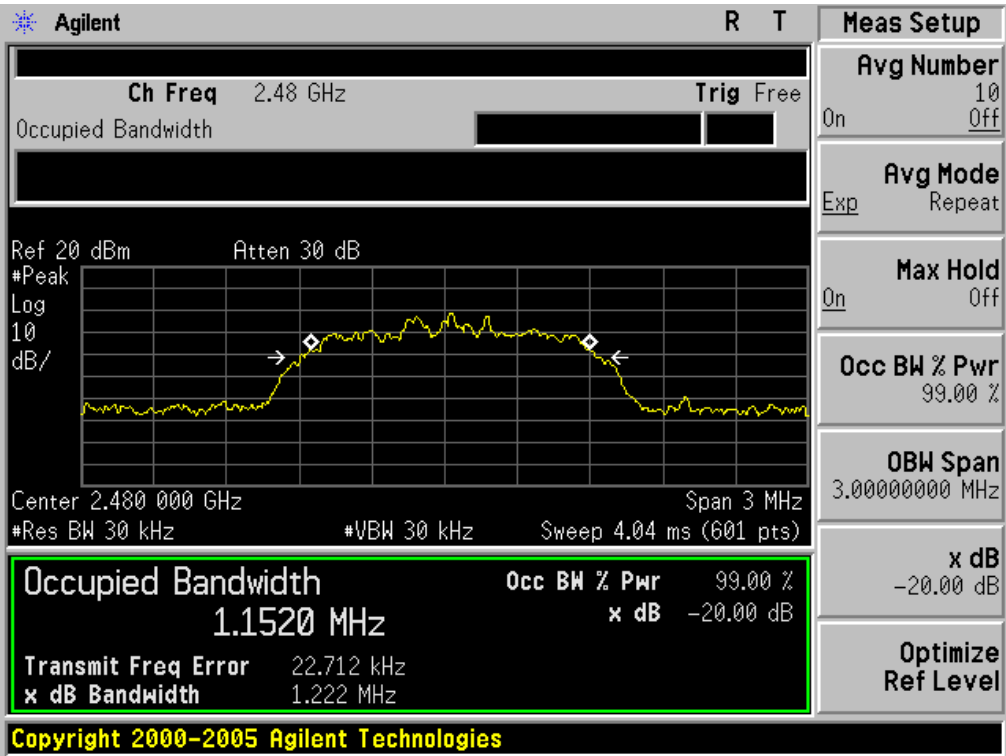 Agilent R T Meas Setup
Ch Freq 2.48 GHz Trig Free
Occupied Bandwidth
Avg Number
10
On Off
Avg Mode
Exp Repeat
Max Hold
On Off
Occ BW % Pwr
99.00 %
OBW Span
3.00000000 MHz
x dB
-20.00 dB
Optimize
Ref Level
Ref 20 dBm Atten 30 dB
#Peak
Log
10
dB/
Center 2.480 000 GHz Span 3 MHz
#Res BW 30 kHz #VBW 30 kHz Sweep 4.04 ms (601 pts)
Occupied Bandwidth Occ BW % Pwr 99.00 %
1.1520 MHz x dB -20.00 dB
Transmit Freq Error 22.712 kHz
x dB Bandwidth 1.222 MHz
Copyright 2000-2005 Agilent Technologies